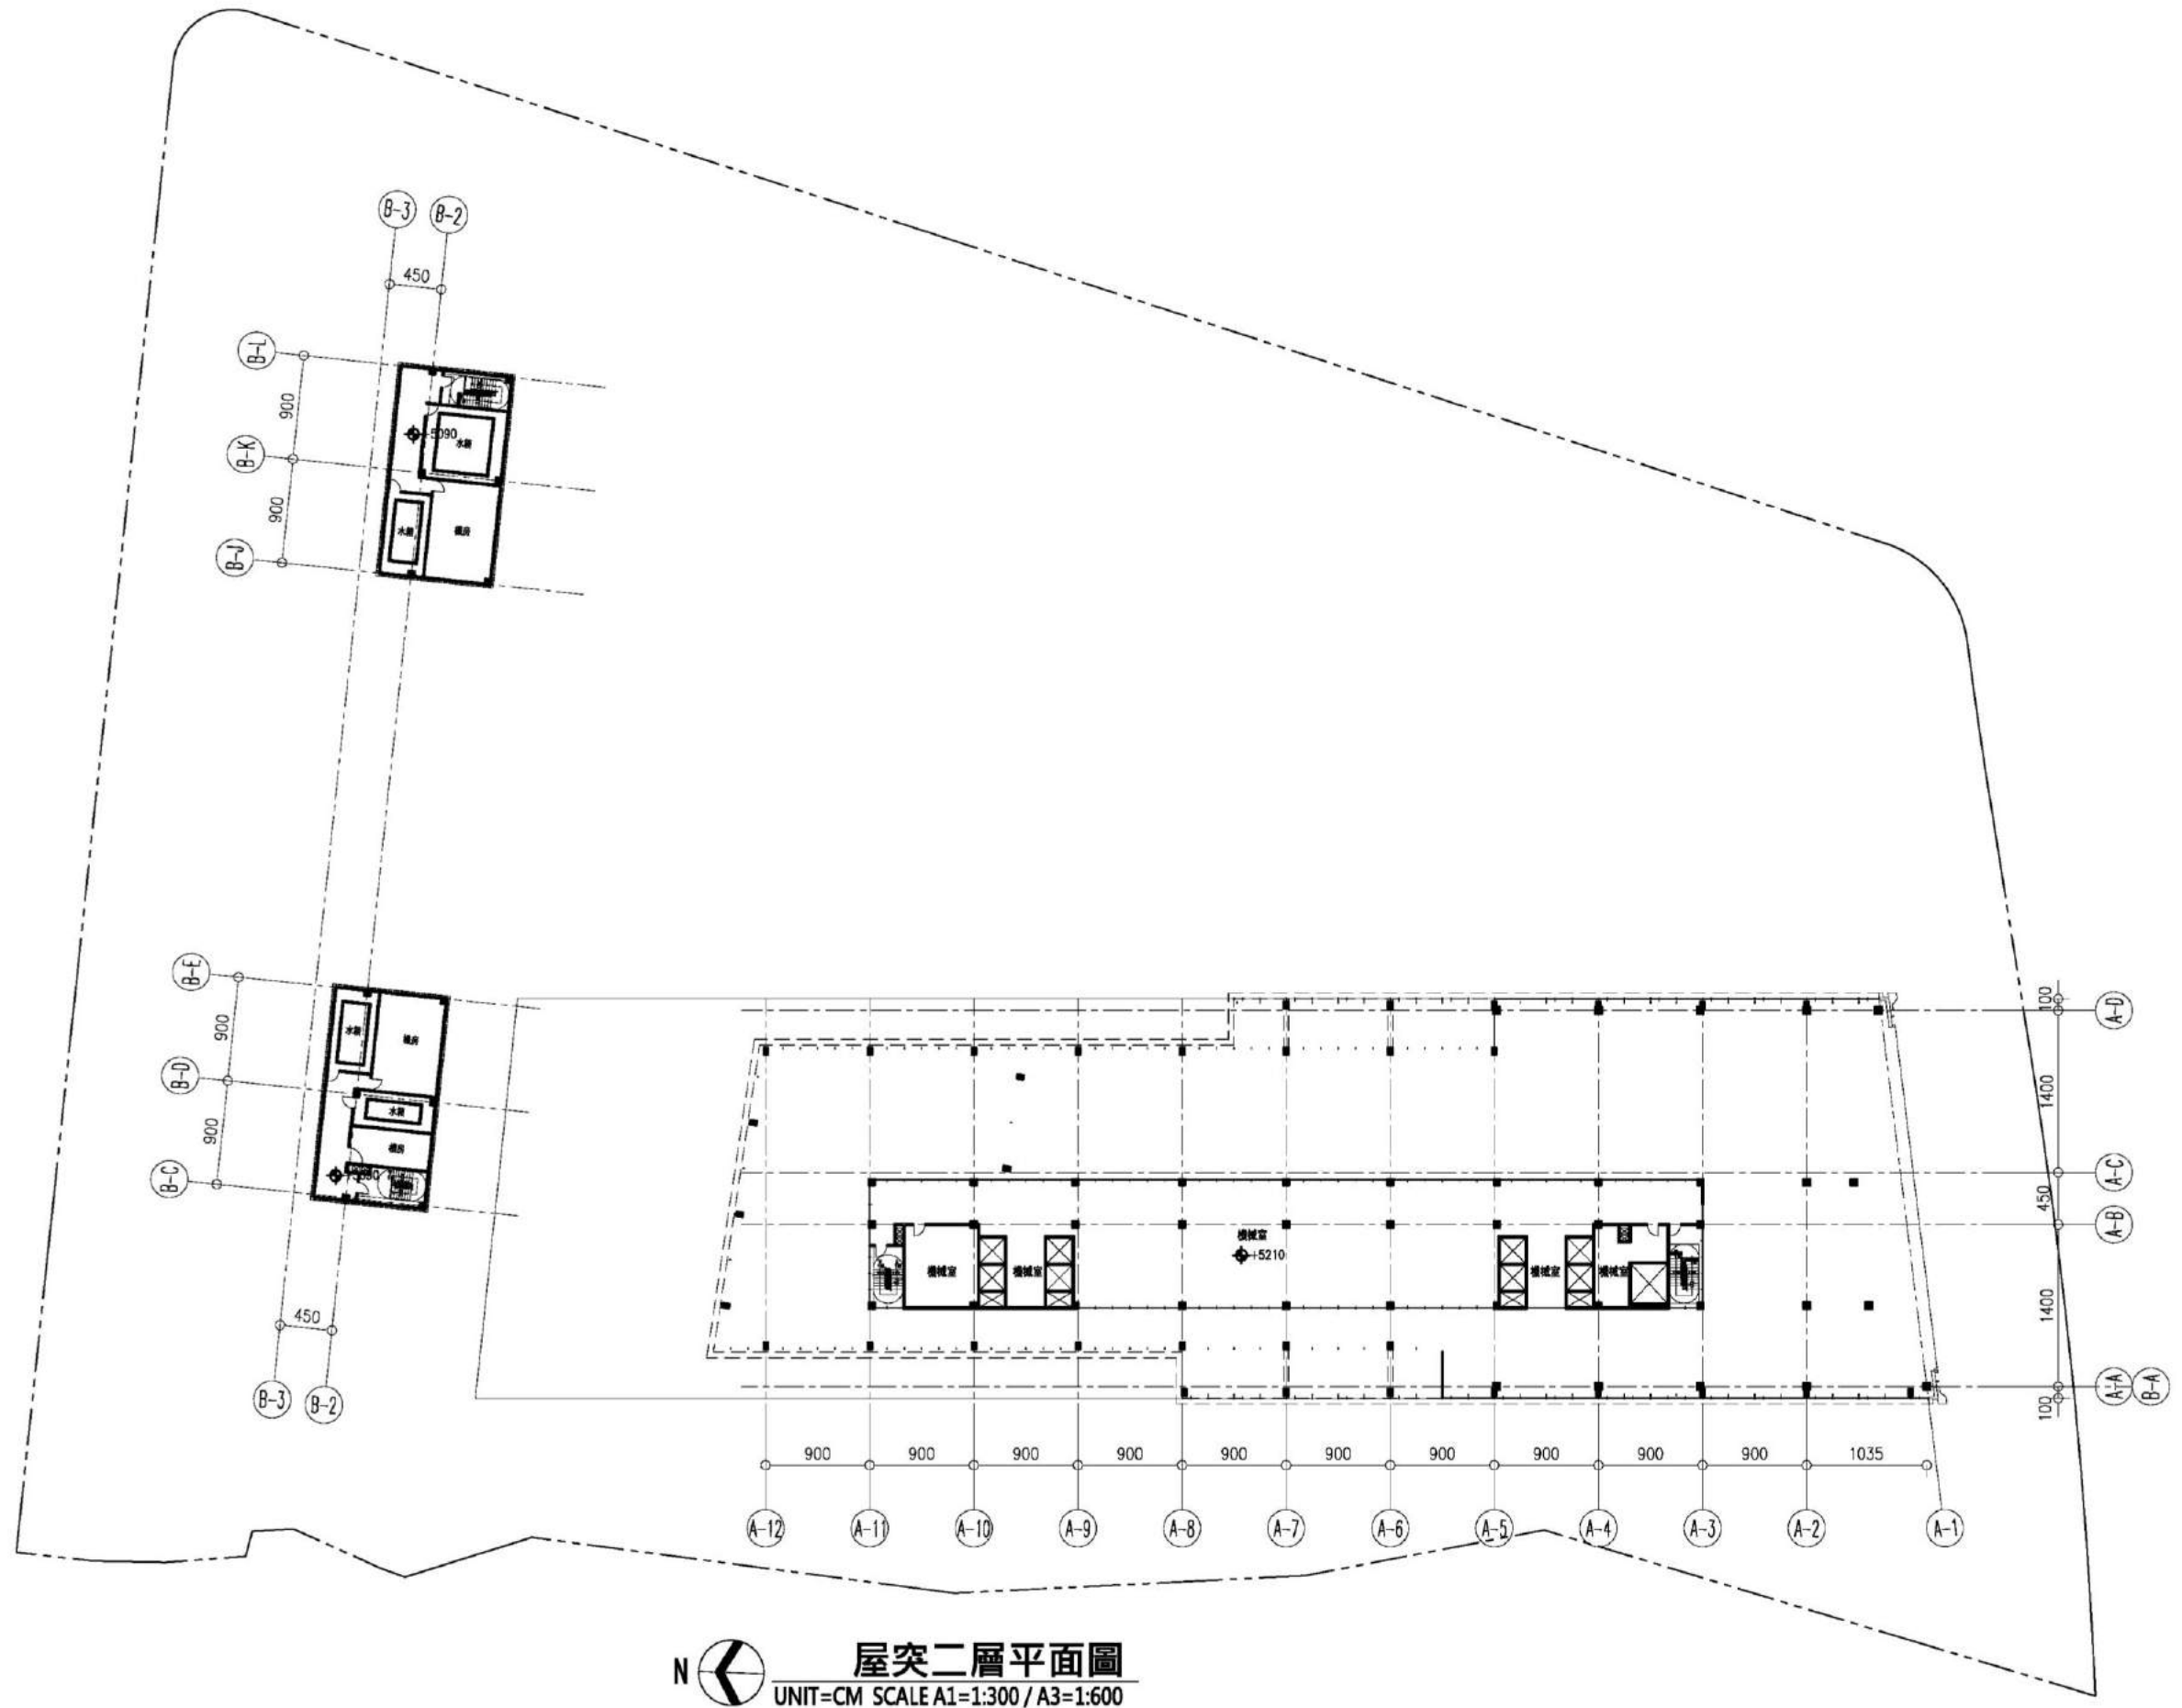 B-3
B-2
450
B-L
900
+5090
水箱
B-K
900
水箱
機房
B-J
B-E
900
水箱
機房
B-D
水箱
900
機房
B-C
450
B-3
B-2
100
A-D
1400
A-C
450
A-B
機械室
+5210
機械室
機械室
機械室
機械室
1400
A-A
B-A
100
900
900
900
900
900
900
900
900
900
900
1035
A-12
A-11
A-10
A-9
A-8
A-7
A-6
A-5
A-4
A-3
A-2
A-1
N
屋突二層平面圖
UNIT=CM SCALE A1=1:300 / A3=1:600